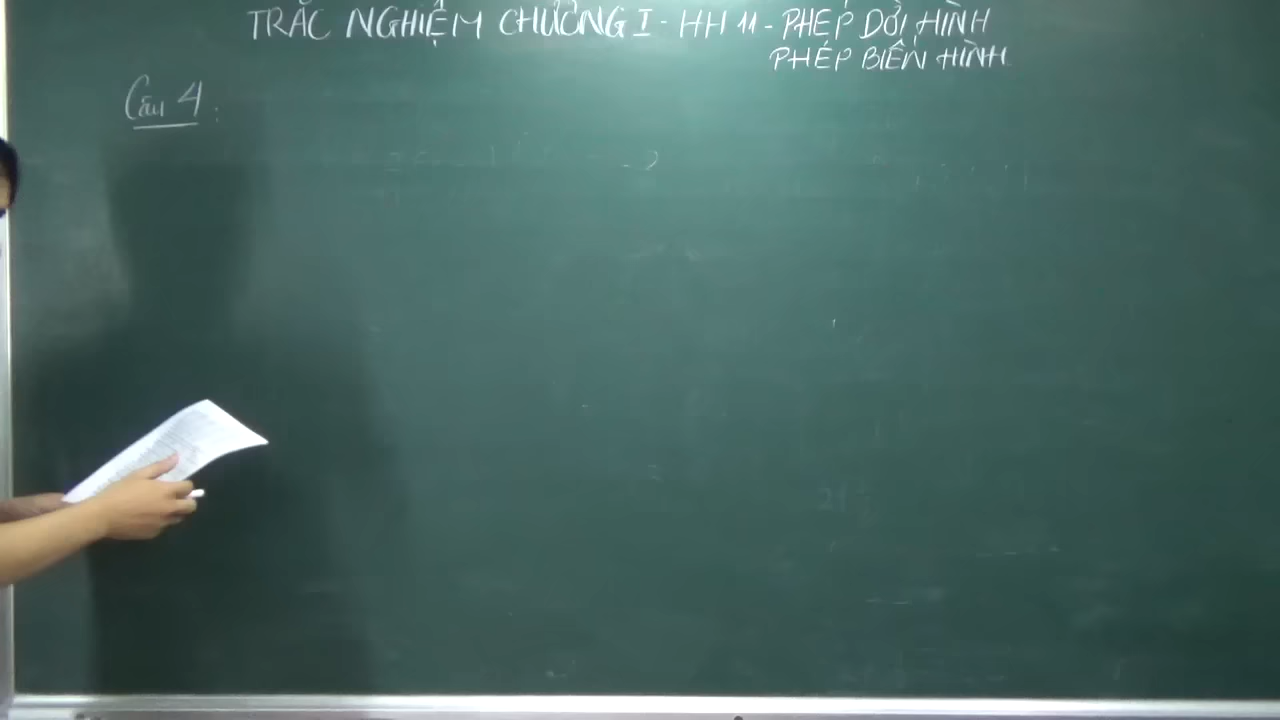 TRẮC NGHIỆM CHƯƠNG I - HH 11 - PHÉP DỜI HÌNH
PHÉP BIẾN HÌNH
Câu 4 :